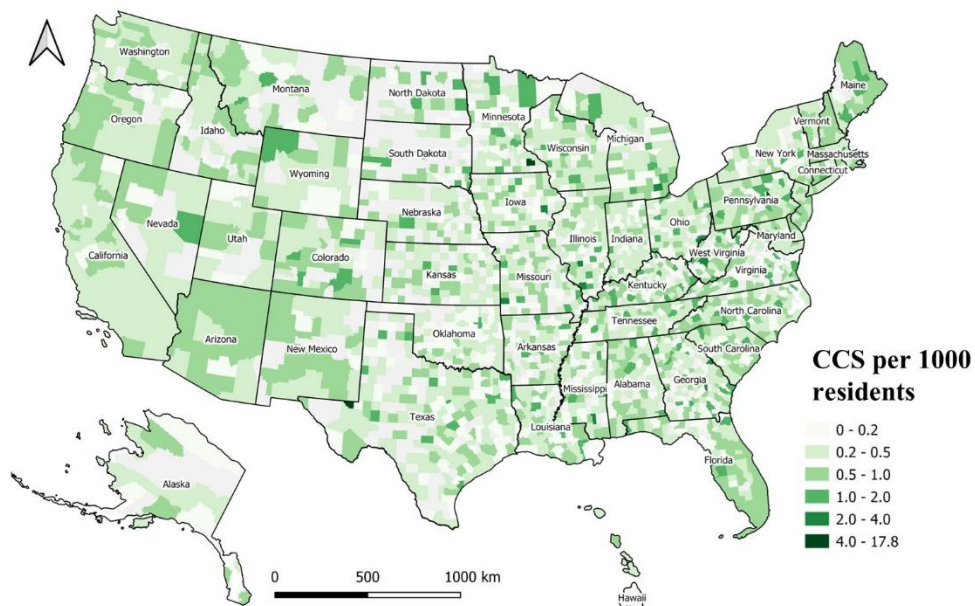 Washington
Montana
North Dakota
Minnesota
Maine
Oregon
Idaho
Wisconsin
Michigan
Vermont
South Dakota
New York
Massachusetts
Wyoming
Connecticut
Iowa
Pennsylvania
Nebraska
Nevada
Ohio
Utah
Illinois
Indiana
Maryland
California
Colorado
West Virginia
Kansas
Missouri
Virginia
Kentucky
North Carolina
Tennessee
Arizona
Oklahoma
New Mexico
Arkansas
South Carolina
Mississippi
Alabama
Georgia
Texas
Louisiana
Florida
Alaska
Hawaii
CCS per 1000
residents
0 - 0.2
0.2 - 0.5
0.5 - 1.0
1.0 - 2.0
2.0 - 4.0
4.0 - 17.8
0 500 1000 km